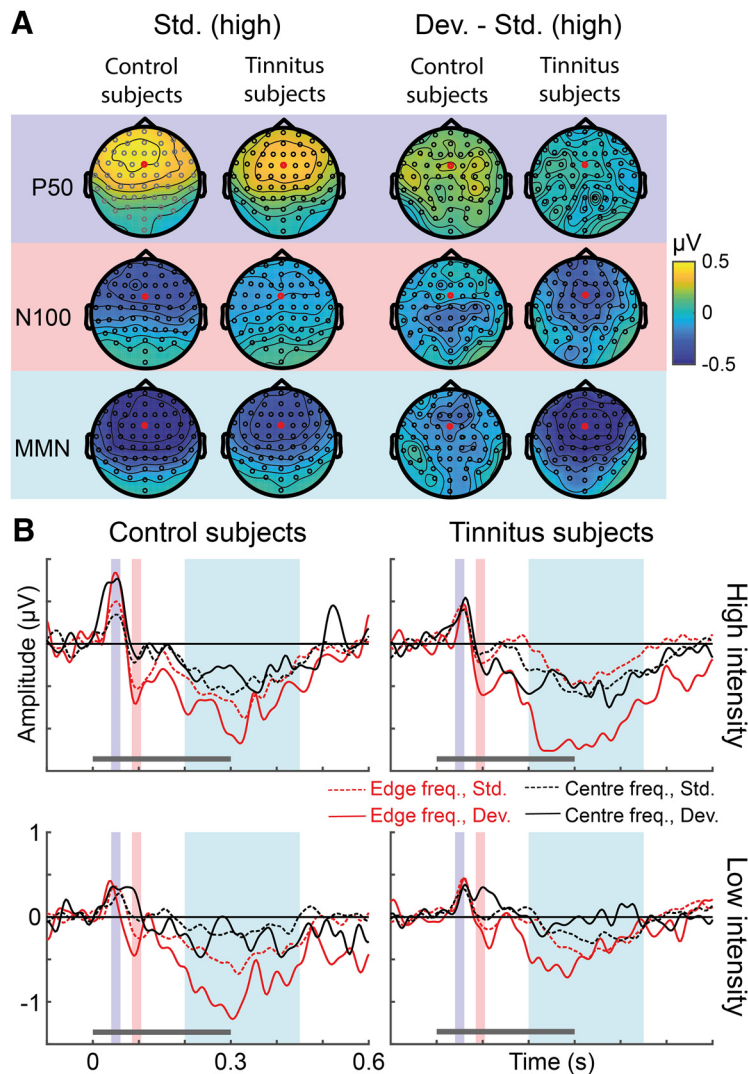 A
Std. (high) Dev. - Std. (high)
Control subjects Tinnitus subjects Control subjects Tinnitus subjects
P50
µV
0.5
N100
0
-0.5
MMN
B
Control subjects Tinnitus subjects
Amplitude (µV)
High intensity
Edge freq., Std. Centre freq., Std.
Edge freq., Dev. Centre freq., Dev.
1
0
Low intensity
-1
0 0.3 0.6 Time (s)